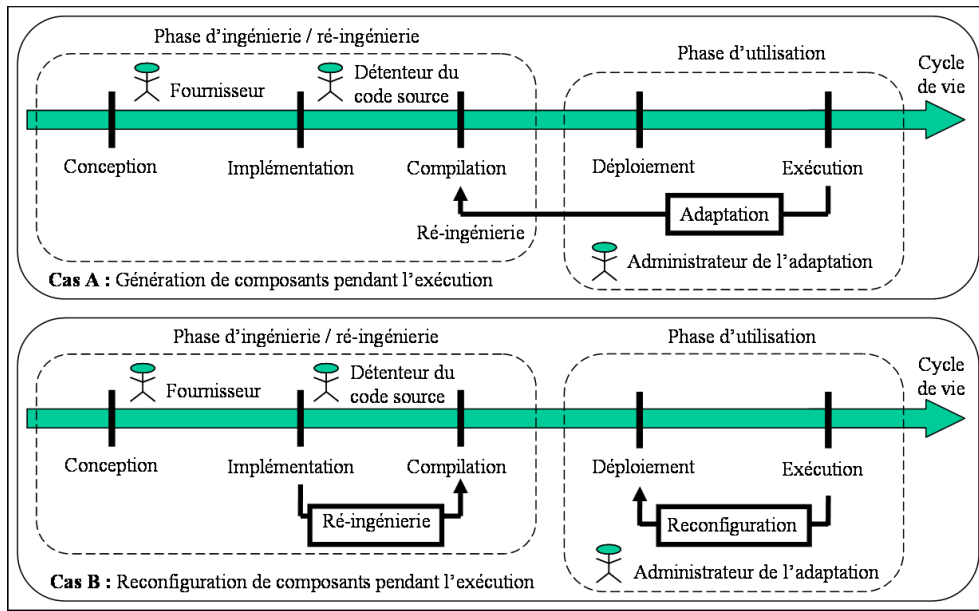 Phase d'ingénierie / ré-ingénierie
Phase d'utilisation
Fournisseur
Détenteur du
code source
Cycle
de vie
Conception
Implémentation
Compilation
Déploiement
Exécution
Adaptation
Ré-ingénierie
Administrateur de l'adaptation
Cas A : Génération de composants pendant l'exécution
Phase d'ingénierie / ré-ingénierie
Phase d'utilisation
Fournisseur
Détenteur du
code source
Cycle
de vie
Conception
Implémentation
Compilation
Déploiement
Exécution
Ré-ingénierie
Reconfiguration
Administrateur de l'adaptation
Cas B : Reconfiguration de composants pendant l'exécution